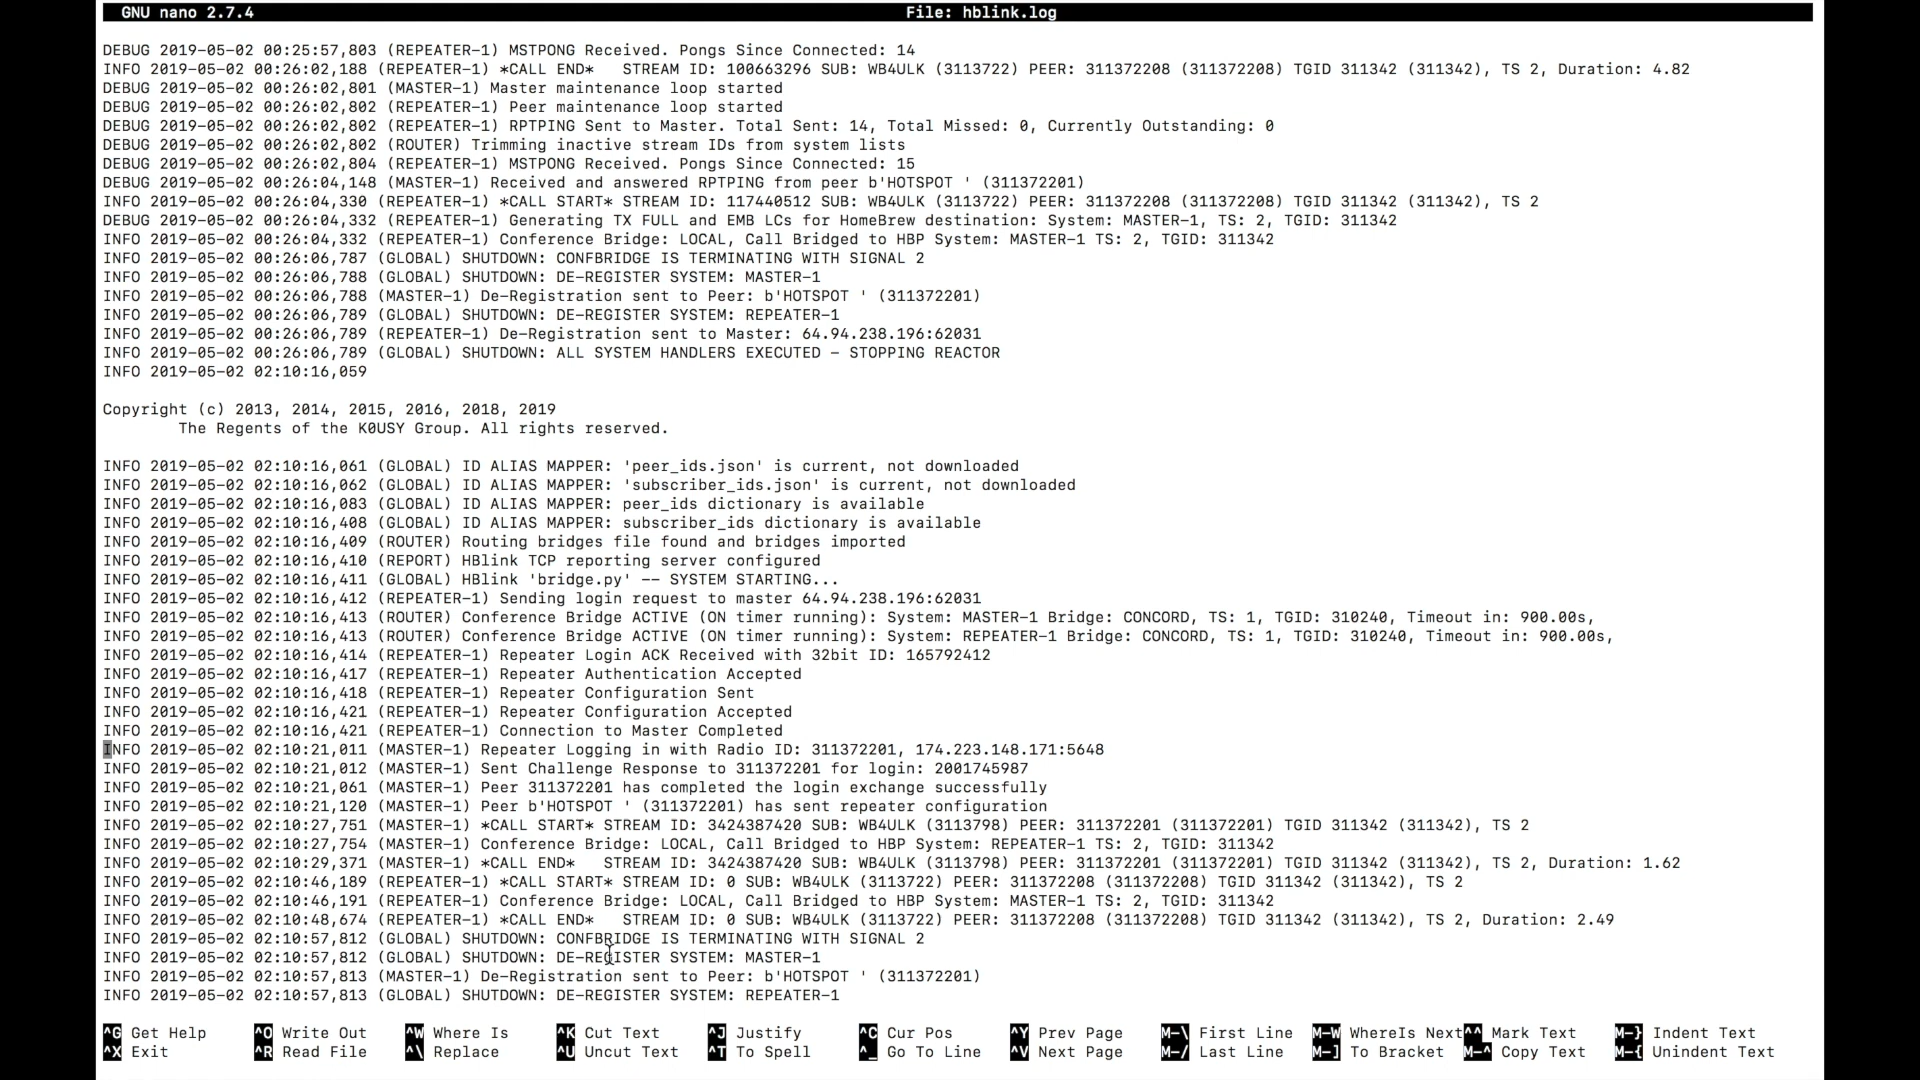 GNU nano 2.7.4 File: hblink.log
DEBUG 2019-05-02 00:25:57,803 (REPEATER-1) MSTPONG Received. Pongs Since Connected: 14
INFO 2019-05-02 00:26:02,188 (REPEATER-1) *CALL END*   STREAM ID: 100663296 SUB: WB4ULK (3113722) PEER: 311372208 (311372208) TGID 311342 (311342), TS 2, Duration: 4.82
DEBUG 2019-05-02 00:26:02,801 (MASTER-1) Master maintenance loop started
DEBUG 2019-05-02 00:26:02,802 (REPEATER-1) Peer maintenance loop started
DEBUG 2019-05-02 00:26:02,802 (REPEATER-1) RPTPING Sent to Master. Total Sent: 14, Total Missed: 0, Currently Outstanding: 0
DEBUG 2019-05-02 00:26:02,802 (ROUTER) Trimming inactive stream IDs from system lists
DEBUG 2019-05-02 00:26:02,804 (REPEATER-1) MSTPONG Received. Pongs Since Connected: 15
DEBUG 2019-05-02 00:26:04,148 (MASTER-1) Received and answered RPTPING from peer b'HOTSPOT ' (311372201)
INFO 2019-05-02 00:26:04,330 (REPEATER-1) *CALL START* STREAM ID: 117440512 SUB: WB4ULK (3113722) PEER: 311372208 (311372208) TGID 311342 (311342), TS 2
DEBUG 2019-05-02 00:26:04,332 (REPEATER-1) Generating TX FULL and EMB LCs for HomeBrew destination: System: MASTER-1, TS: 2, TGID: 311342
INFO 2019-05-02 00:26:04,332 (REPEATER-1) Conference Bridge: LOCAL, Call Bridged to HBP System: MASTER-1 TS: 2, TGID: 311342
INFO 2019-05-02 00:26:06,787 (GLOBAL) SHUTDOWN: CONFBRIDGE IS TERMINATING WITH SIGNAL 2
INFO 2019-05-02 00:26:06,788 (GLOBAL) SHUTDOWN: DE-REGISTER SYSTEM: MASTER-1
INFO 2019-05-02 00:26:06,788 (MASTER-1) De-Registration sent to Peer: b'HOTSPOT ' (311372201)
INFO 2019-05-02 00:26:06,789 (GLOBAL) SHUTDOWN: DE-REGISTER SYSTEM: REPEATER-1
INFO 2019-05-02 00:26:06,789 (REPEATER-1) De-Registration sent to Master: 64.94.238.196:62031
INFO 2019-05-02 00:26:06,789 (GLOBAL) SHUTDOWN: ALL SYSTEM HANDLERS EXECUTED - STOPPING REACTOR
INFO 2019-05-02 02:10:16,059
Copyright (c) 2013, 2014, 2015, 2016, 2018, 2019
The Regents of the K0USY Group. All rights reserved.
INFO 2019-05-02 02:10:16,061 (GLOBAL) ID ALIAS MAPPER: 'peer_ids.json' is current, not downloaded
INFO 2019-05-02 02:10:16,062 (GLOBAL) ID ALIAS MAPPER: 'subscriber_ids.json' is current, not downloaded
INFO 2019-05-02 02:10:16,083 (GLOBAL) ID ALIAS MAPPER: peer_ids dictionary is available
INFO 2019-05-02 02:10:16,408 (GLOBAL) ID ALIAS MAPPER: subscriber_ids dictionary is available
INFO 2019-05-02 02:10:16,409 (ROUTER) Routing bridges file found and bridges imported
INFO 2019-05-02 02:10:16,410 (REPORT) HBlink TCP reporting server configured
INFO 2019-05-02 02:10:16,411 (GLOBAL) HBlink 'bridge.py' -- SYSTEM STARTING...
INFO 2019-05-02 02:10:16,412 (REPEATER-1) Sending login request to master 64.94.238.196:62031
INFO 2019-05-02 02:10:16,413 (ROUTER) Conference Bridge ACTIVE (ON timer running): System: MASTER-1 Bridge: CONCORD, TS: 1, TGID: 310240, Timeout in: 900.00s,
INFO 2019-05-02 02:10:16,413 (ROUTER) Conference Bridge ACTIVE (ON timer running): System: REPEATER-1 Bridge: CONCORD, TS: 1, TGID: 310240, Timeout in: 900.00s,
INFO 2019-05-02 02:10:16,414 (REPEATER-1) Repeater Login ACK Received with 32bit ID: 165792412
INFO 2019-05-02 02:10:16,417 (REPEATER-1) Repeater Authentication Accepted
INFO 2019-05-02 02:10:16,418 (REPEATER-1) Repeater Configuration Sent
INFO 2019-05-02 02:10:16,421 (REPEATER-1) Repeater Configuration Accepted
INFO 2019-05-02 02:10:16,421 (REPEATER-1) Connection to Master Completed
INFO 2019-05-02 02:10:21,011 (MASTER-1) Repeater Logging in with Radio ID: 311372201, 174.223.148.171:5648
INFO 2019-05-02 02:10:21,012 (MASTER-1) Sent Challenge Response to 311372201 for login: 2001745987
INFO 2019-05-02 02:10:21,061 (MASTER-1) Peer 311372201 has completed the login exchange successfully
INFO 2019-05-02 02:10:21,120 (MASTER-1) Peer b'HOTSPOT ' (311372201) has sent repeater configuration
INFO 2019-05-02 02:10:27,751 (MASTER-1) *CALL START* STREAM ID: 3424387420 SUB: WB4ULK (3113798) PEER: 311372201 (311372201) TGID 311342 (311342), TS 2
INFO 2019-05-02 02:10:27,754 (MASTER-1) Conference Bridge: LOCAL, Call Bridged to HBP System: REPEATER-1 TS: 2, TGID: 311342
INFO 2019-05-02 02:10:29,371 (MASTER-1) *CALL END*   STREAM ID: 3424387420 SUB: WB4ULK (3113798) PEER: 311372201 (311372201) TGID 311342 (311342), TS 2, Duration: 1.62
INFO 2019-05-02 02:10:46,189 (REPEATER-1) *CALL START* STREAM ID: 0 SUB: WB4ULK (3113722) PEER: 311372208 (311372208) TGID 311342 (311342), TS 2
INFO 2019-05-02 02:10:46,191 (REPEATER-1) Conference Bridge: LOCAL, Call Bridged to HBP System: MASTER-1 TS: 2, TGID: 311342
INFO 2019-05-02 02:10:48,674 (REPEATER-1) *CALL END*   STREAM ID: 0 SUB: WB4ULK (3113722) PEER: 311372208 (311372208) TGID 311342 (311342), TS 2, Duration: 2.49
INFO 2019-05-02 02:10:57,812 (GLOBAL) SHUTDOWN: CONFBRIDGE IS TERMINATING WITH SIGNAL 2
INFO 2019-05-02 02:10:57,812 (GLOBAL) SHUTDOWN: DE-REGISTER SYSTEM: MASTER-1
INFO 2019-05-02 02:10:57,813 (MASTER-1) De-Registration sent to Peer: b'HOTSPOT ' (311372201)
INFO 2019-05-02 02:10:57,813 (GLOBAL) SHUTDOWN: DE-REGISTER SYSTEM: REPEATER-1
^G Get Help ^O Write Out ^W Where Is ^K Cut Text ^J Justify ^C Cur Pos ^Y Prev Page M-\ First Line M-W WhereIs Next ^^ Mark Text M-} Indent Text
^X Exit ^R Read File ^\ Replace ^U Uncut Text ^T To Spell ^_ Go To Line ^V Next Page M-/ Last Line M-] To Bracket M-^ Copy Text M-{ Unindent Text